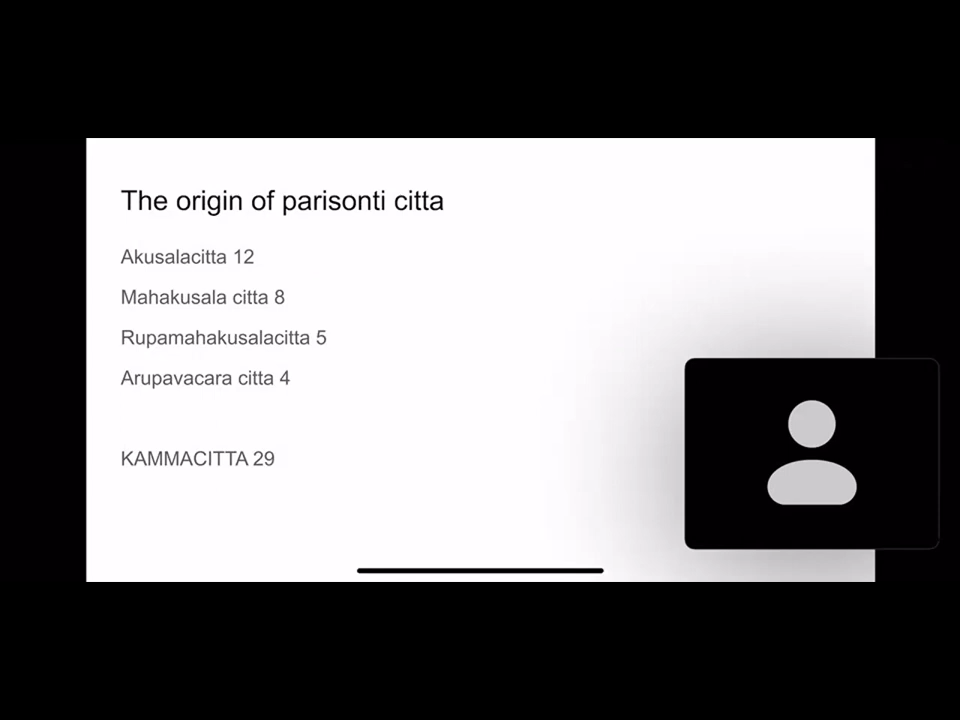 The origin of parisonti citta
Akusalacitta 12
Mahakusala citta 8
Rupamahakusalacitta 5
Arupavacara citta 4
KAMMACITTA 29